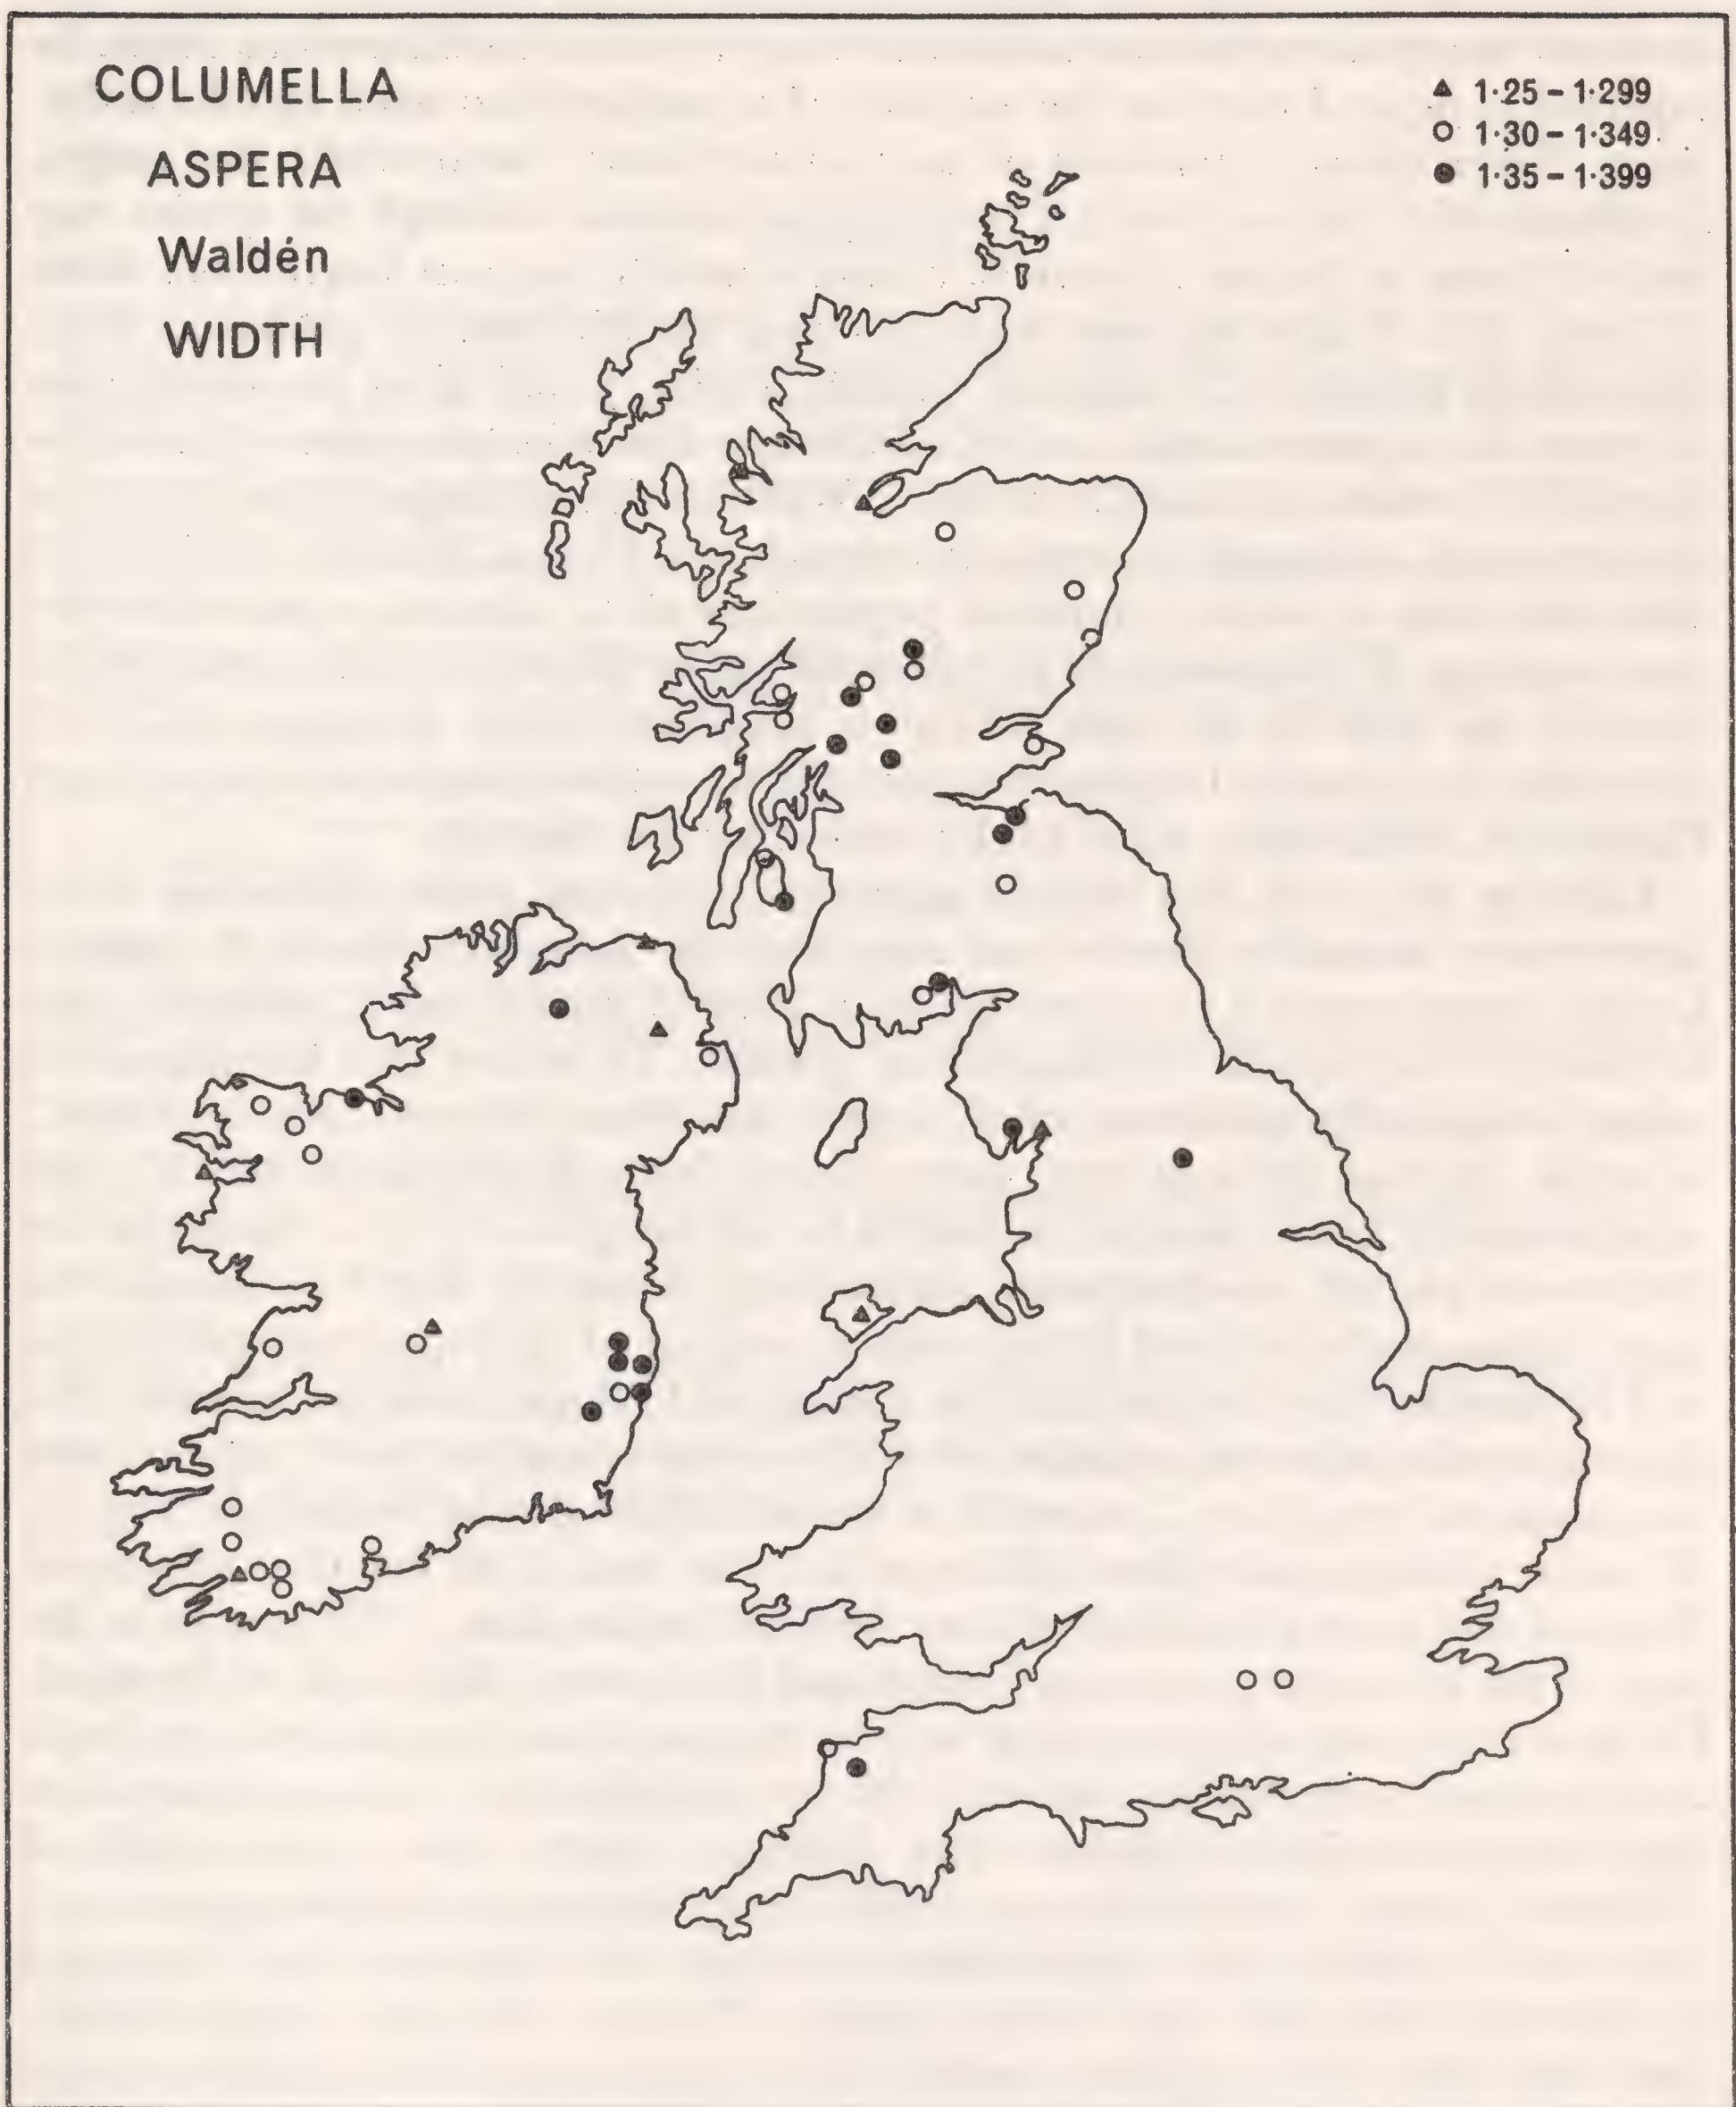 COLUMELLA
ASPERA
Waldén
WIDTH
1·25 – 1·299
1·30 – 1·349
1·35 – 1·399